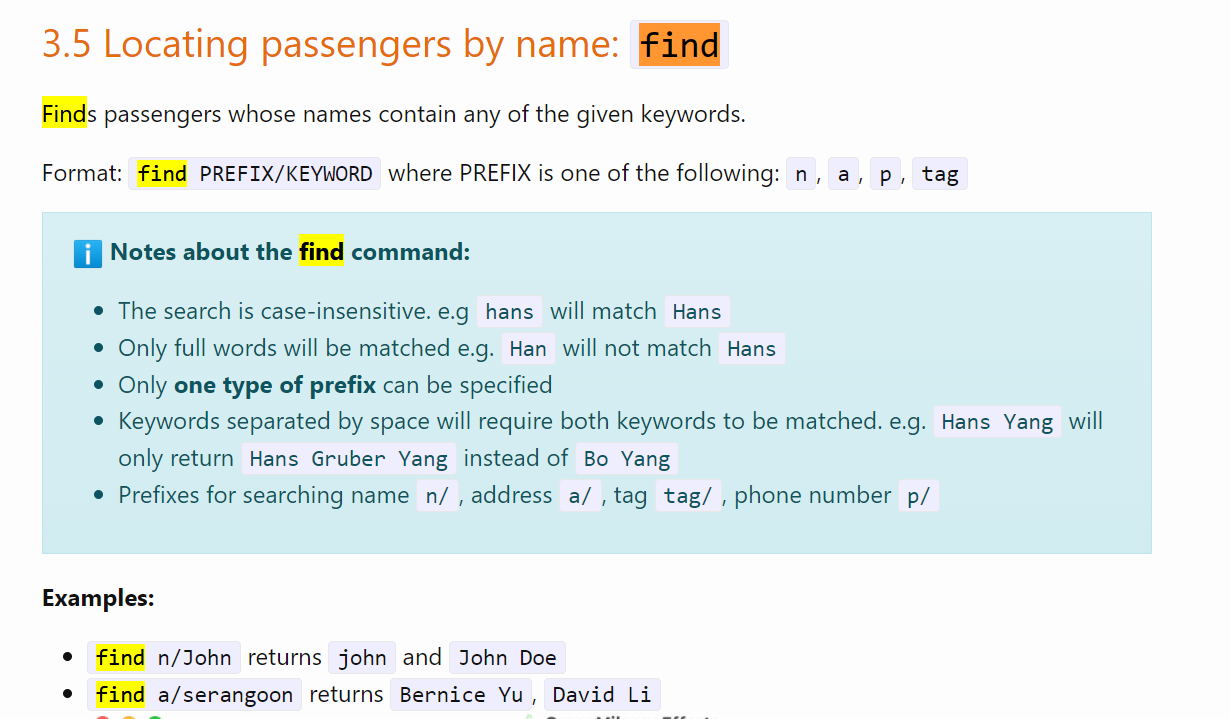 3.5 Locating passengers by name: find
Finds passengers whose names contain any of the given keywords.
Format: find PREFIX/KEYWORD where PREFIX is one of the following: n, a, p, tag
i Notes about the find command:
• The search is case-insensitive. e.g hans will match Hans
• Only full words will be matched e.g. Han will not match Hans
• Only one type of prefix can be specified
• Keywords separated by space will require both keywords to be matched. e.g. Hans Yang will
only return Hans Gruber Yang instead of Bo Yang
• Prefixes for searching name n/, address a/, tag tag/, phone number p/
Examples:
• find n/John returns john and John Doe
• find a/serangoon returns Bernice Yu, David Li